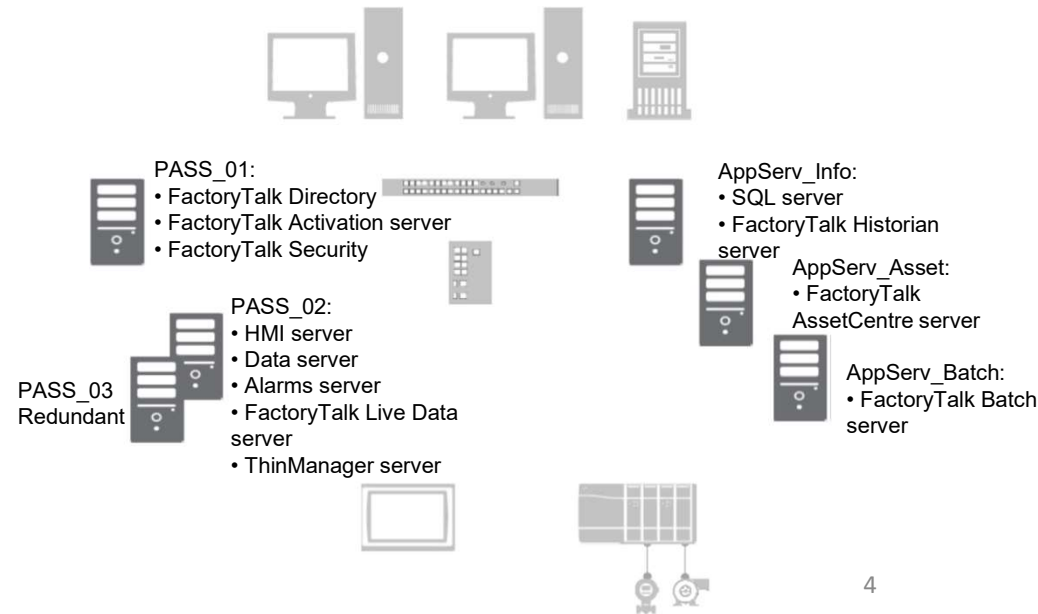 PASS_01:
• FactoryTalk Directory
• FactoryTalk Activation server
• FactoryTalk Security
AppServ_Info:
• SQL server
• FactoryTalk Historian
server
AppServ_Asset:
• FactoryTalk
AssetCentre server
PASS_02:
• HMI server
• Data server
• Alarms server
• FactoryTalk Live Data
server
• ThinManager server
PASS_03
Redundant
AppServ_Batch:
• FactoryTalk Batch
server
4